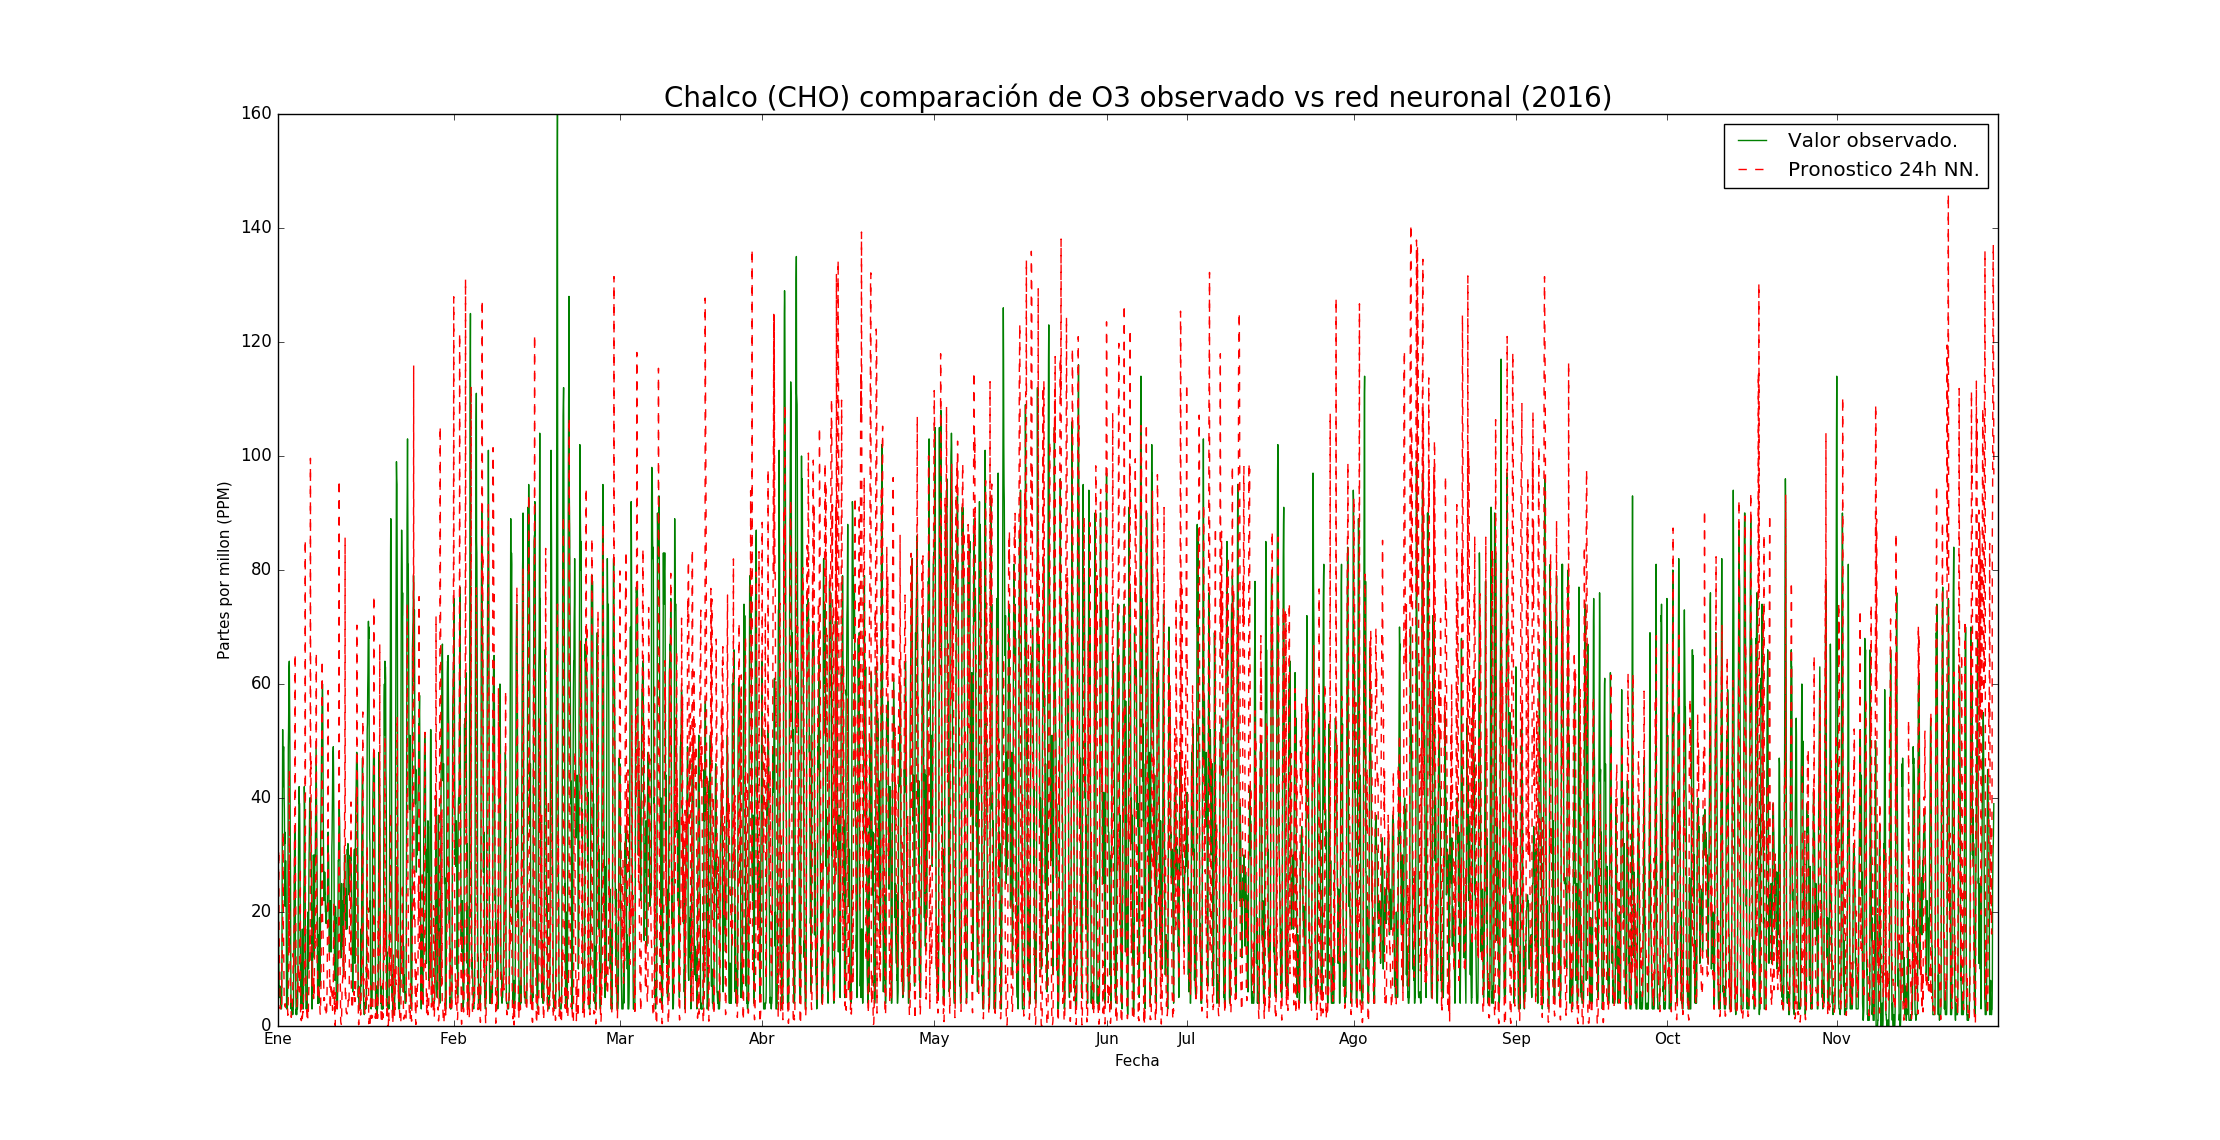 Chalco (CHO) comparación de O3 observado vs red neuronal (2016)
Valor observado.
Pronostico 24h NN.
Partes por millon (PPM)
160
140
120
100
80
60
40
20
0
Ene Feb Mar Abr May Jun Jul Ago Sep Oct Nov
Fecha